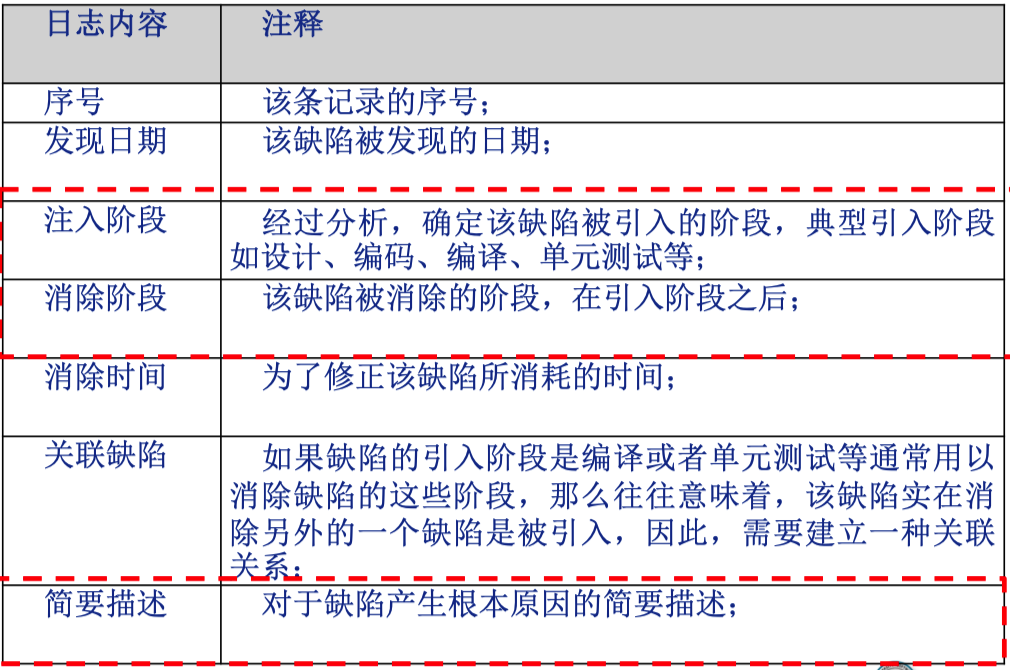 日志内容 注释
序号 该条记录的序号；
发现日期 该缺陷被发现的日期；
注入阶段 经过分析，确定该缺陷被引入的阶段，典型引入阶段
如设计、编码、编译、单元测试等；
消除阶段 该缺陷被消除的阶段，在引入阶段之后；
消除时间 为了修正该缺陷所消耗的时间；
关联缺陷 如果缺陷的引入阶段是编译或者单元测试等通常用以
消除缺陷的这些阶段，那么往往意味着，该缺陷实在消
除另外的一个缺陷是被引入，因此，需要建立一种关联
关系；
简要描述 对于缺陷产生根本原因的简要描述；